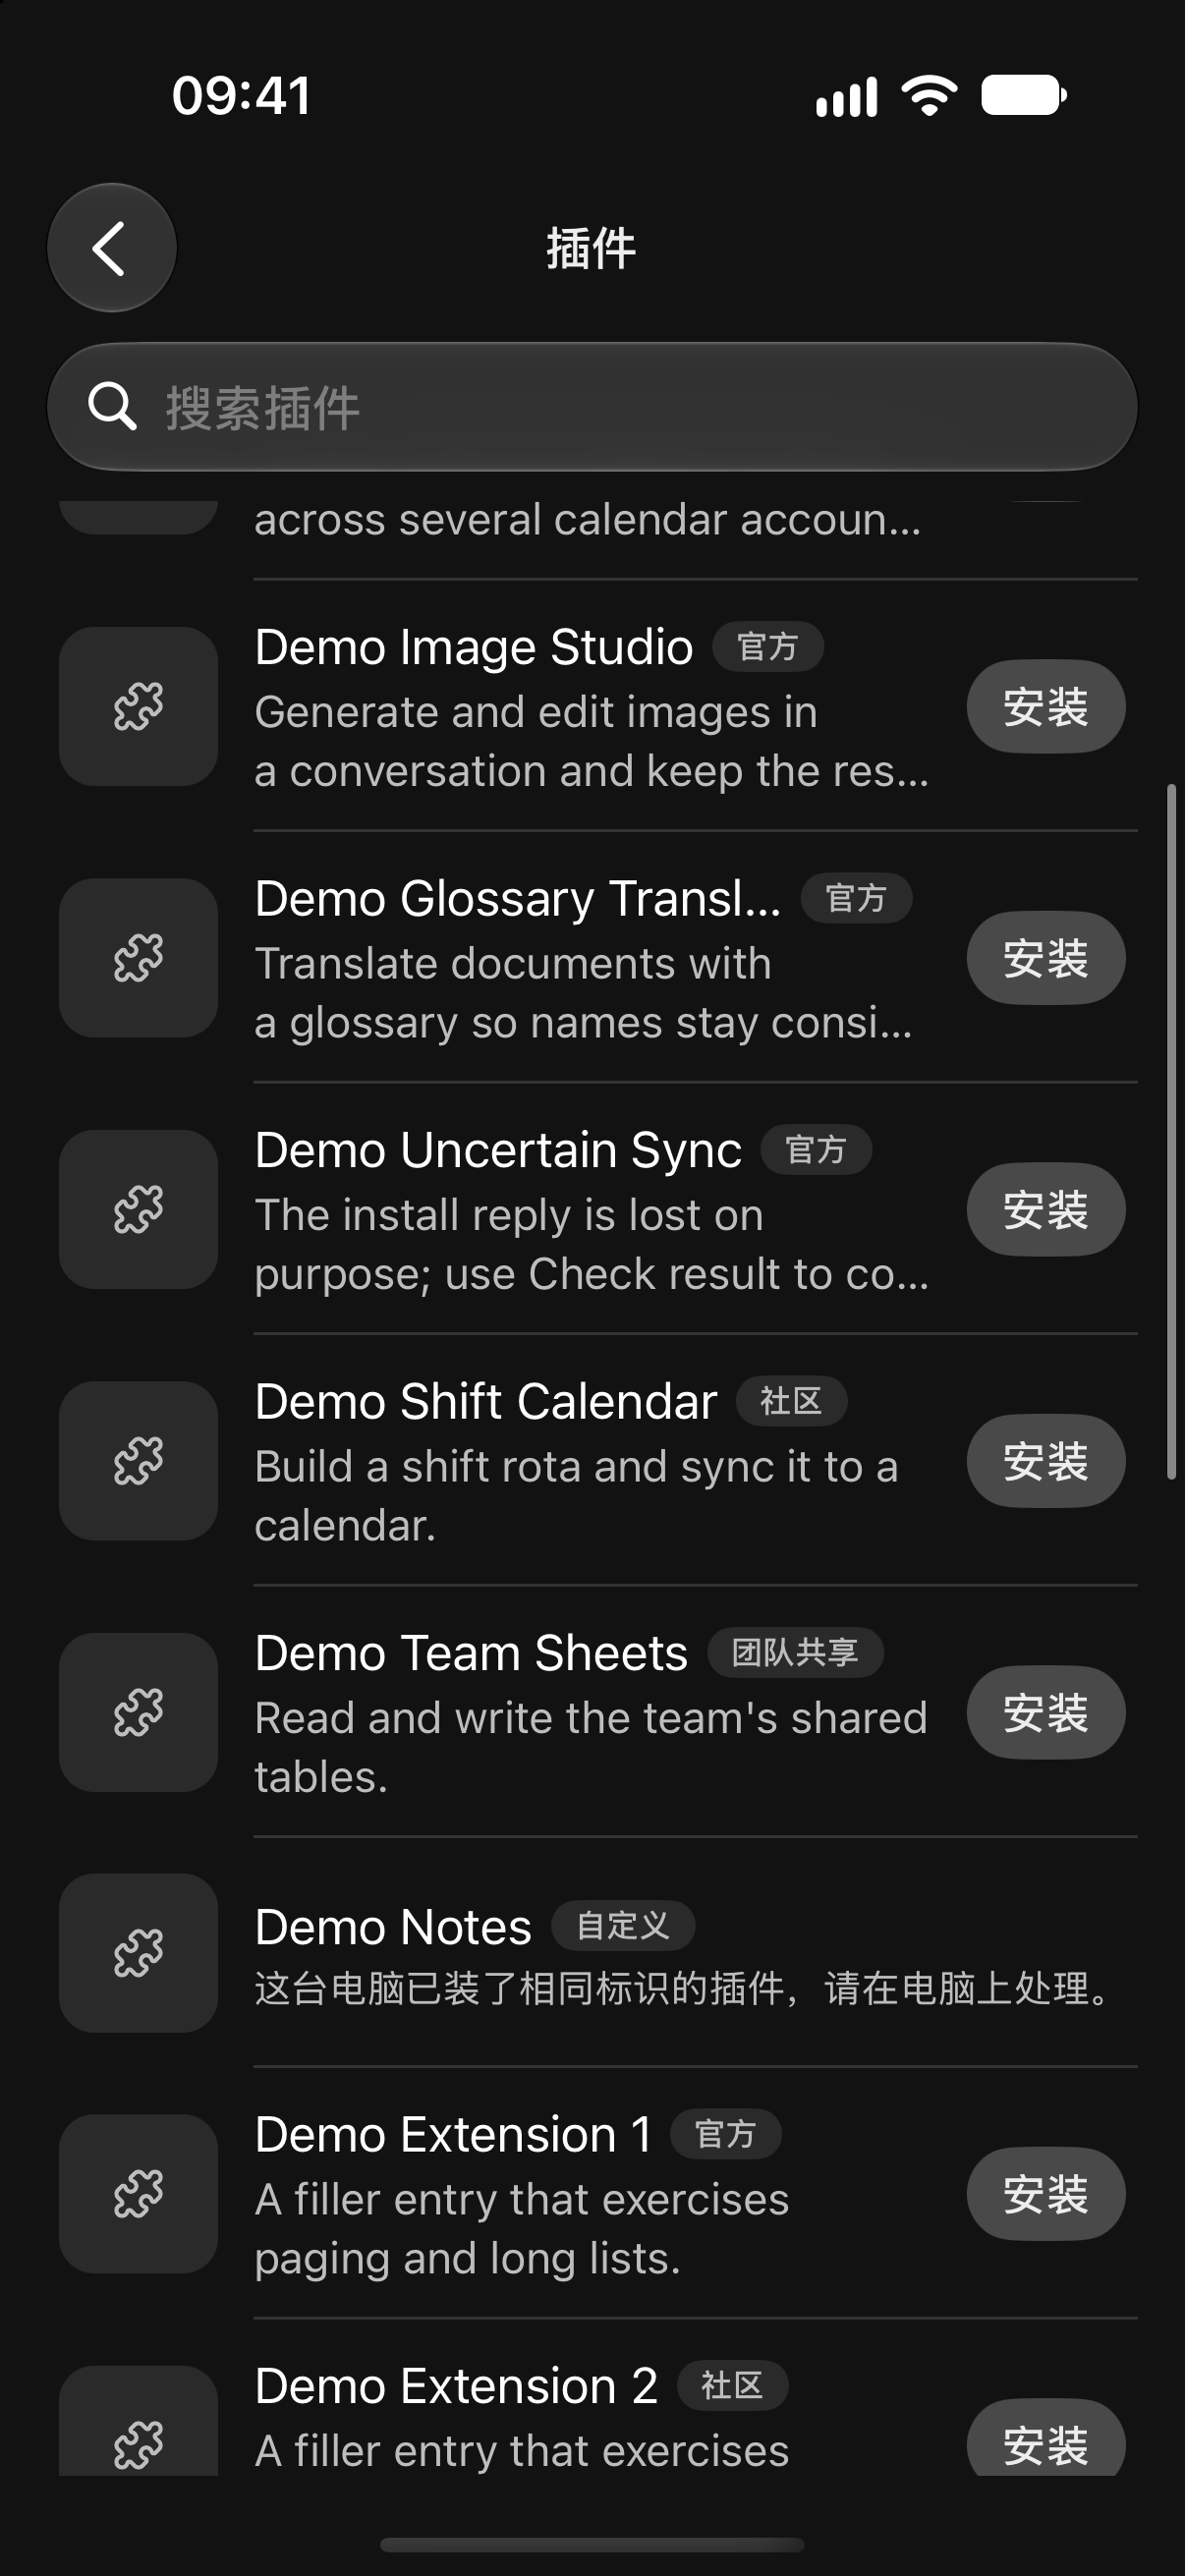 09:41
插件
搜索插件
across several calendar accoun...
Demo Image Studio 官方
Generate and edit images in
a conversation and keep the res...
安装
Demo Glossary Transl... 官方
Translate documents with
a glossary so names stay consi...
安装
Demo Uncertain Sync 官方
The install reply is lost on
purpose; use Check result to co...
安装
Demo Shift Calendar 社区
Build a shift rota and sync it to a
calendar.
安装
Demo Team Sheets 团队共享
Read and write the team's shared
tables.
安装
Demo Notes 自定义
这台电脑已装了相同标识的插件，请在电脑上处理。
Demo Extension 1 官方
A filler entry that exercises
paging and long lists.
安装
Demo Extension 2 社区
A filler entry that exercises
安装